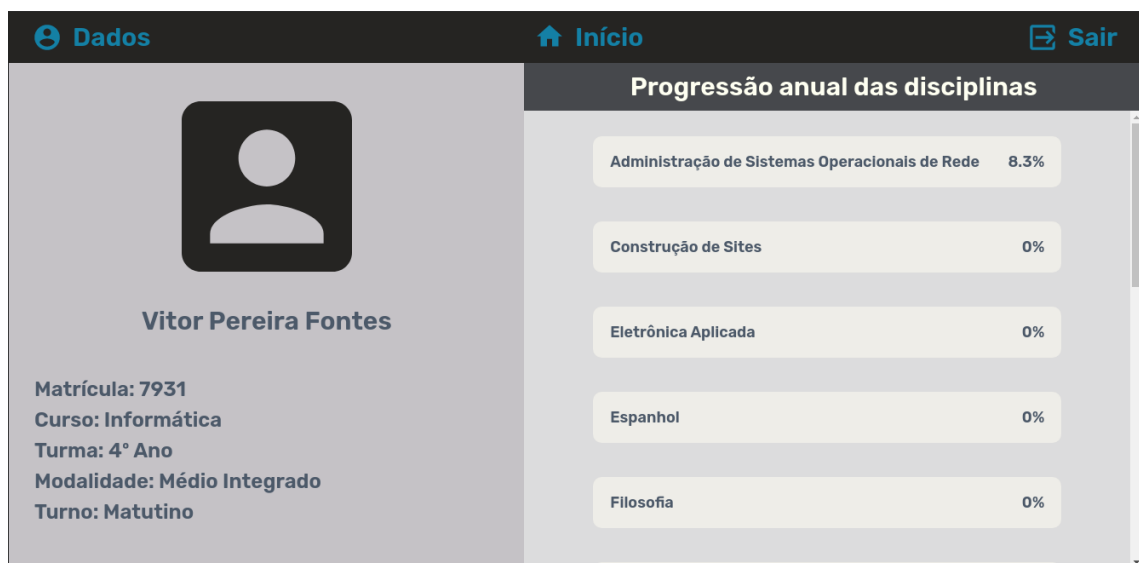 Dados
Início
Sair
Vitor Pereira Fontes
Matrícula: 7931
Curso: Informática
Turma: 4º Ano
Modalidade: Médio Integrado
Turno: Matutino
Progressão anual das disciplinas
Administração de Sistemas Operacionais de Rede 8.3%
Construção de Sites 0%
Eletrônica Aplicada 0%
Espanhol 0%
Filosofia 0%